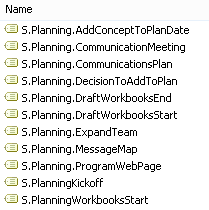 Name
S.Planning.AddConceptToPlanDate
S.Planning.CommunicationMeeting
S.Planning.CommunicationsPlan
S.Planning.DecisionToAddToPlan
S.Planning.DraftWorkbooksEnd
S.Planning.DraftWorkbooksStart
S.Planning.ExpandTeam
S.Planning.MessageMap
S.Planning.ProgramWebPage
S.PlanningKickoff
S.PlanningWorkbooksStart